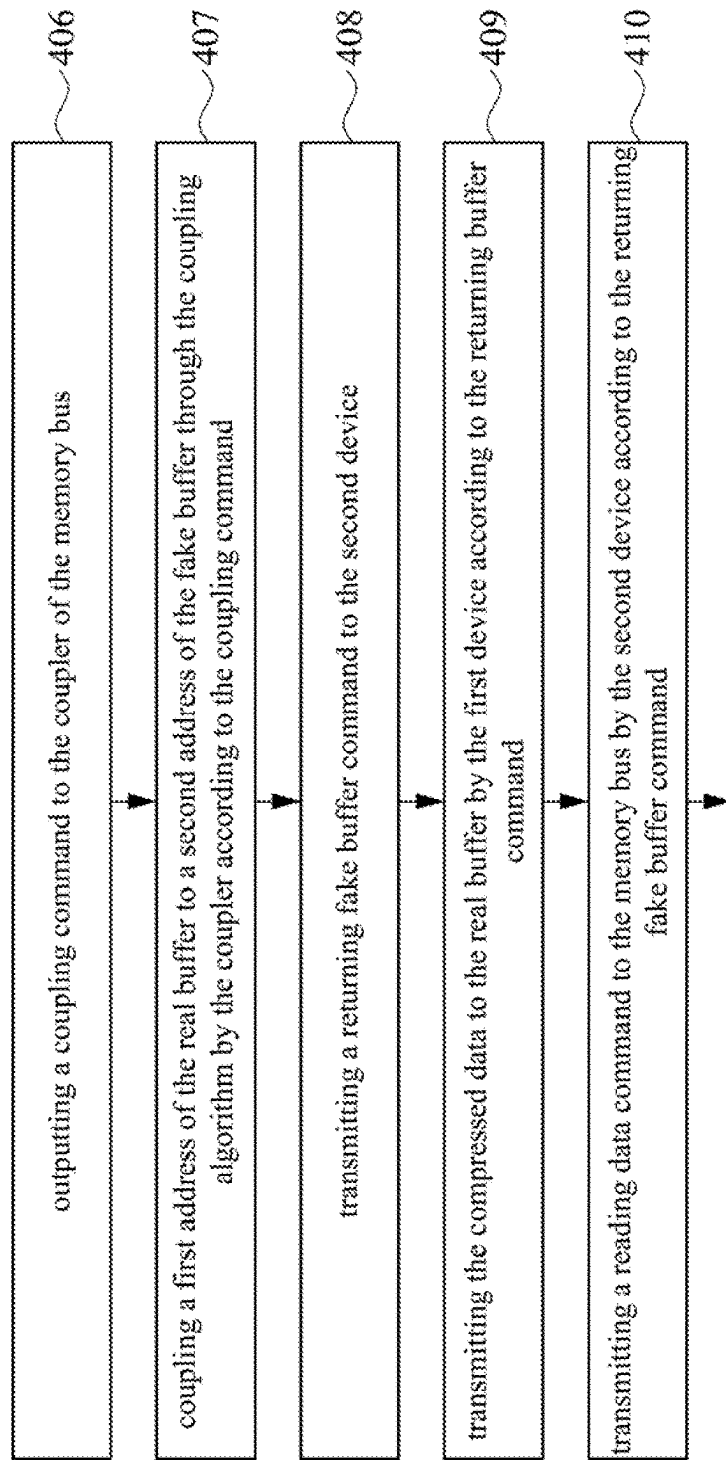 outputting a coupling command to the coupler of the memory bus
406
coupling a first address of the real buffer to a second address of the fake buffer through the coupling
algorithm by the coupler according to the coupling command
407
transmitting a returning fake buffer command to the second device
408
transmitting the compressed data to the real buffer by the first device according to the returning buffer
command
409
transmitting a reading data command to the memory bus by the second device according to the returning
fake buffer command
410